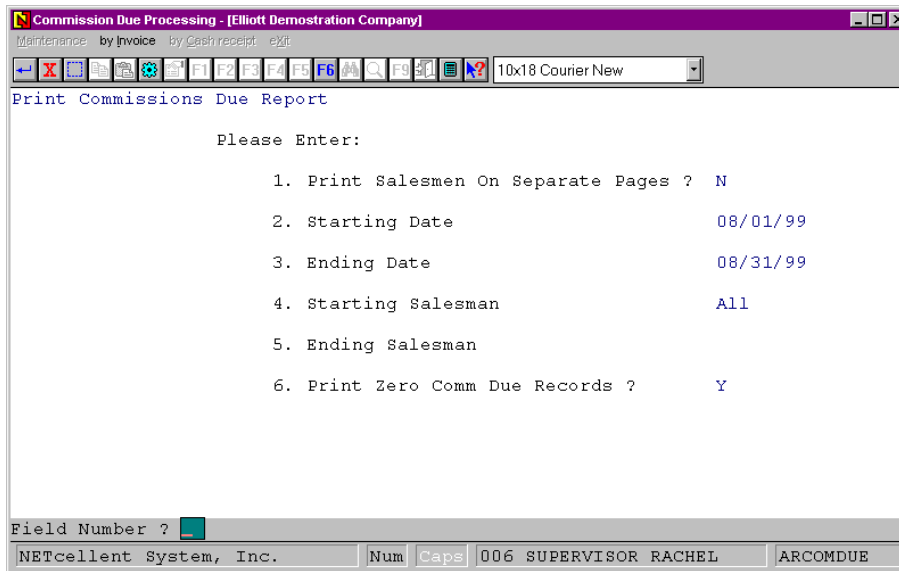 Commission Due Processing - [Elliott Demostration Company]
Maintenance by Invoice by Cash receipt eXit
F1 F2 F3 F4 F5 F6 F9 10x18 Courier New
Print Commissions Due Report
Please Enter:
1. Print Salesmen On Separate Pages ? N
2. Starting Date 08/01/99
3. Ending Date 08/31/99
4. Starting Salesman All
5. Ending Salesman
6. Print Zero Comm Due Records ? Y
Field Number ?
NETcellent System, Inc. Num Caps 006 SUPERVISOR RACHEL ARCOMDUE